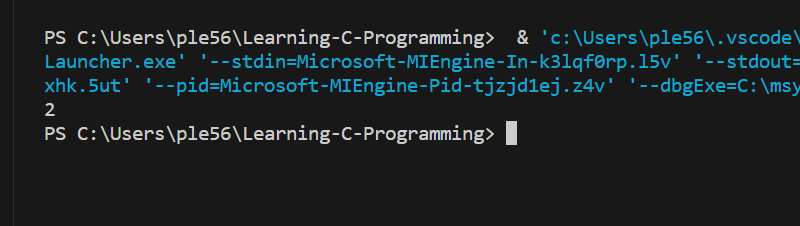 PS C:\Users\ple56\Learning-C-Programming>  & 'c:\Users\ple56\.vscode\
Launcher.exe' '--stdin=Microsoft-MIEngine-In-k3lqf0rp.l5v' '--stdout=
xhk.5ut' '--pid=Microsoft-MIEngine-Pid-tjzjd1ej.z4v' '--dbgExe=C:\msy
2
PS C:\Users\ple56\Learning-C-Programming>